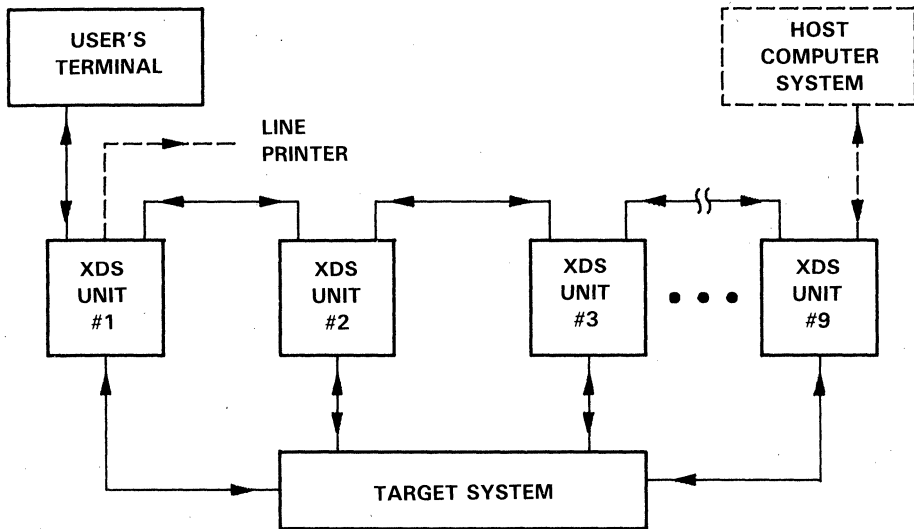 USER'S
TERMINAL
HOST
COMPUTER
SYSTEM
LINE
PRINTER
XDS
UNIT
#1
XDS
UNIT
#2
XDS
UNIT
#3
XDS
UNIT
#9
TARGET SYSTEM